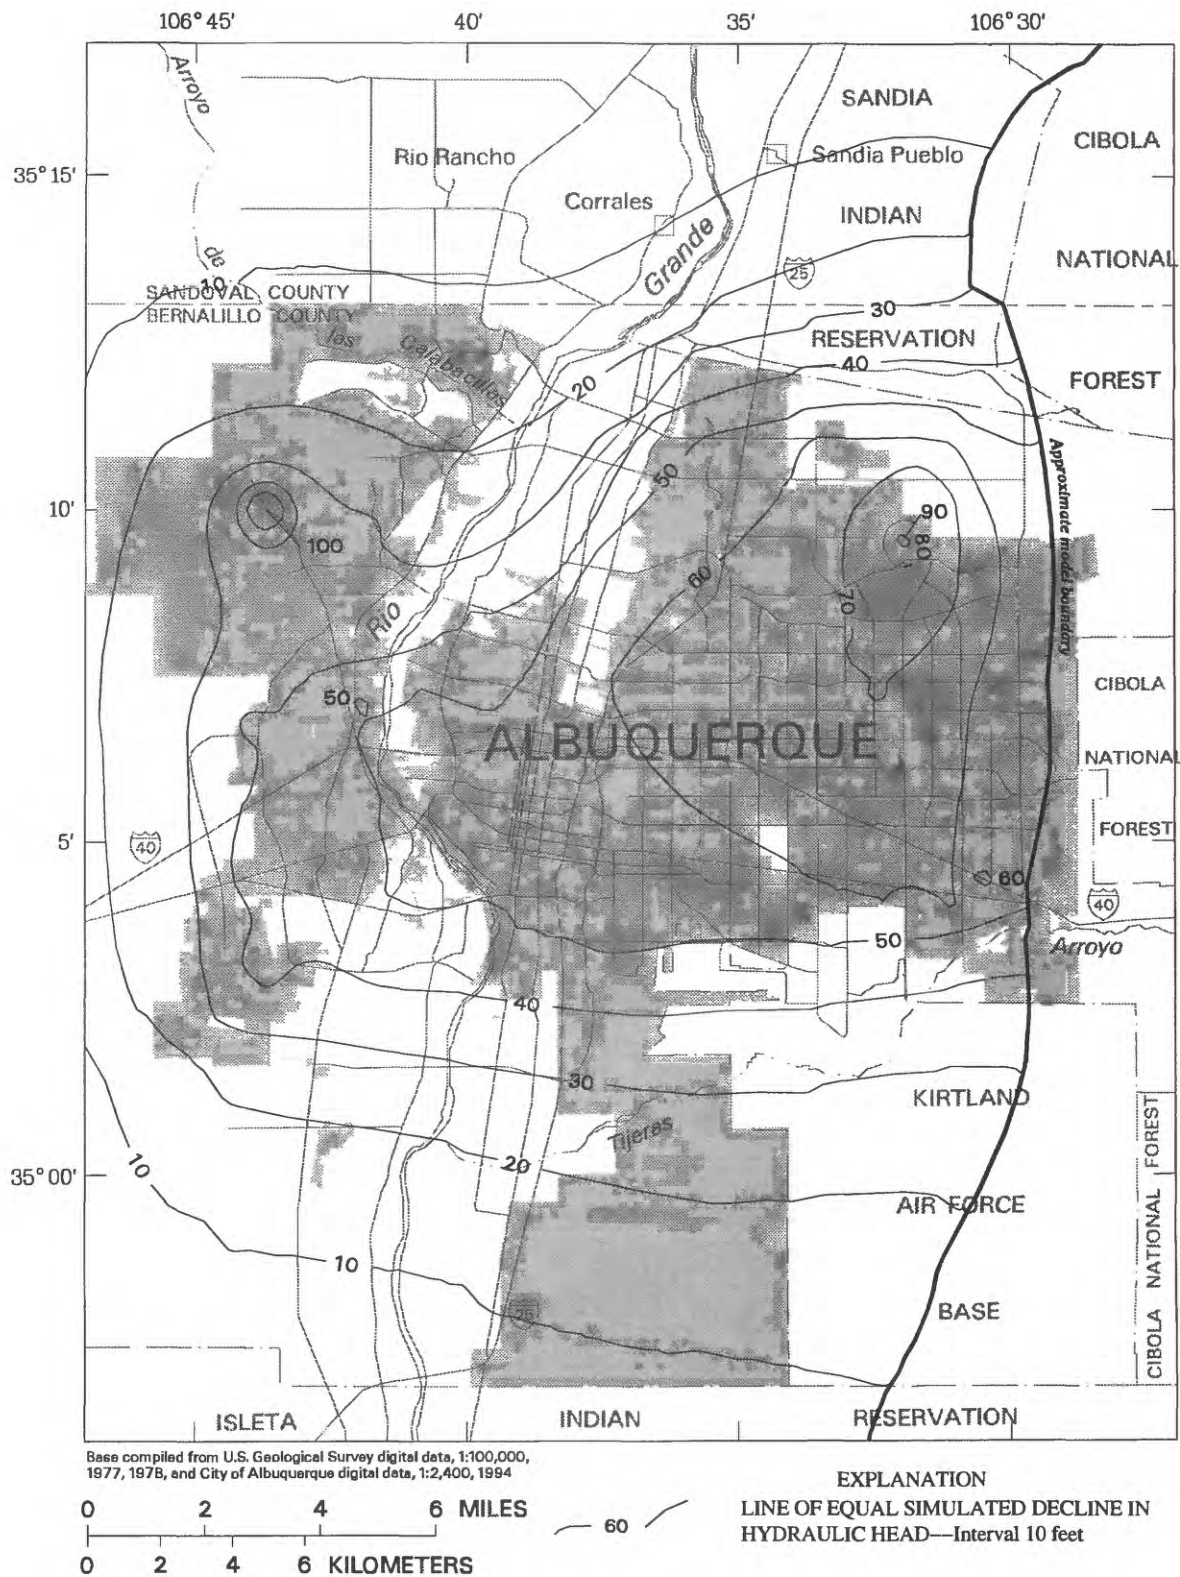 106°45' 40' 35' 106°30'
Arroyo
SANDIA
CIBOLA
Rio Rancho
Sandia Pueblo
35°15'
Corrales
INDIAN
de
Grande
NATIONAL
25
10
SANDOVAL COUNTY
BERNALILLO COUNTY
30
RESERVATION
las
Calabacillas
40
20
FOREST
50
Approximate model boundary
10'
90
80
100
60
70
Rio
50
CIBOLA
ALBUQUERQUE
NATIONAL
5'
40
FOREST
60
40
50
Arroyo
40
30
KIRTLAND
Tijeras
10
20
35°00'
AIR FORCE
10
BASE
25
CIBOLA NATIONAL FOREST
ISLETA INDIAN RESERVATION
Base compiled from U.S. Geological Survey digital data, 1:100,000,
1977, 1978, and City of Albuquerque digital data, 1:2,400, 1994
EXPLANATION
0 2 4 6 MILES
60
LINE OF EQUAL SIMULATED DECLINE IN
HYDRAULIC HEAD—Interval 10 feet
0 2 4 6 KILOMETERS